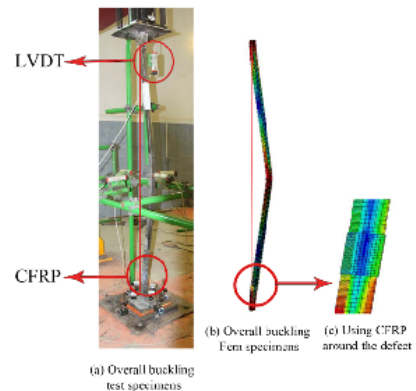 LVDT
CFRP
(a) Overall buckling
test specimens
(b) Overall buckling
Fem specimens
(c) Using CFRP
around the defect